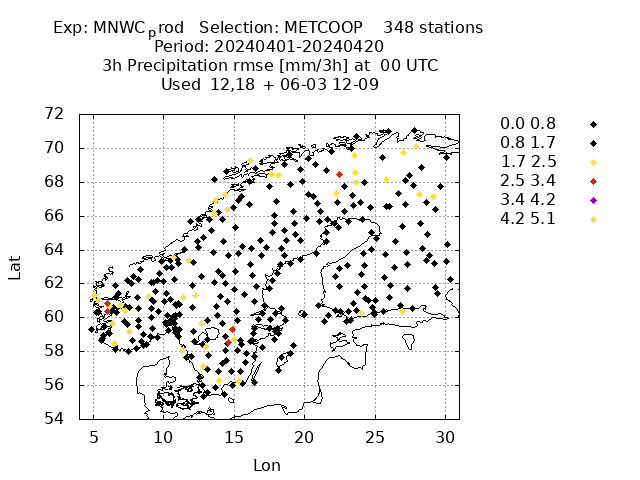 Exp: MNWC_prod   Selection: METCOOP    348 stations
Period: 20240401-20240420
3h Precipitation rmse [mm/3h] at  00 UTC
Used  12,18 + 06-03 12-09
72
70
68
66
64
62
60
58
56
54
5 10 15 20 25 30
Lat
Lon
0.0 0.8
0.8 1.7
1.7 2.5
2.5 3.4
3.4 4.2
4.2 5.1